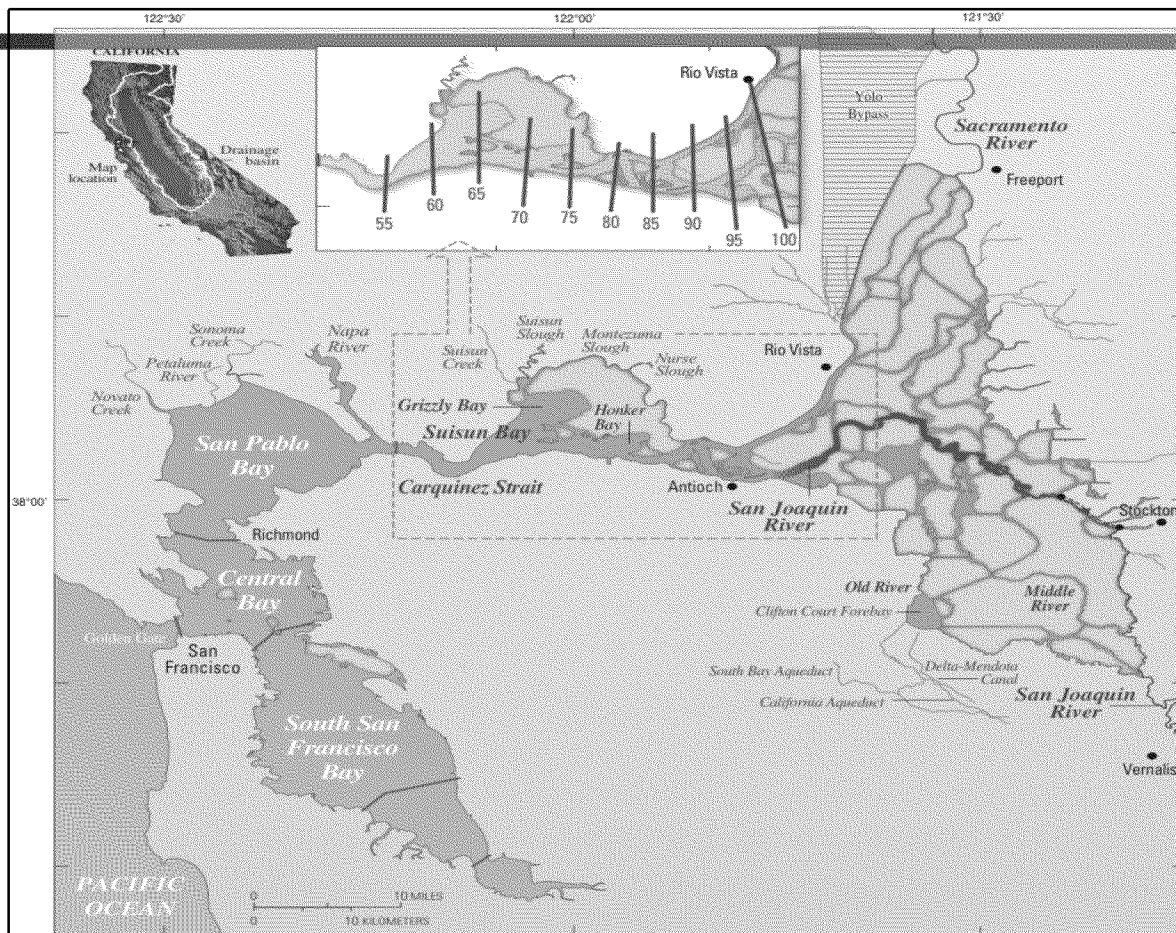 122°30'
122°00'
121°30'
CALIFORNIA
Map
location
Drainage
basin
Rio Vista
55
60
65
70
75
80
85
90
95
100
Yolo
Bypass
Sacramento
River
Freeport
Sonoma
Creek
Napa
River
Petaluma
River
Novato
Creek
Suisun
Creek
Suisun
Slough
Montezuma
Slough
Nurse
Slough
Rio Vista
Grizzly Bay
Honker
Bay
Suisun Bay
San Pablo
Bay
Carquinez Strait
Antioch
San Joaquin
River
Stockton
38°00'
Richmond
Central
Bay
Golden Gate
San
Francisco
Old River
Clifton Court Forebay
Middle
River
South Bay Aqueduct
Delta-Mendota
Canal
California Aqueduct
San Joaquin
River
Vernalis
South San
Francisco
Bay
PACIFIC
OCEAN
0 10 MILES
0 10 KILOMETERS